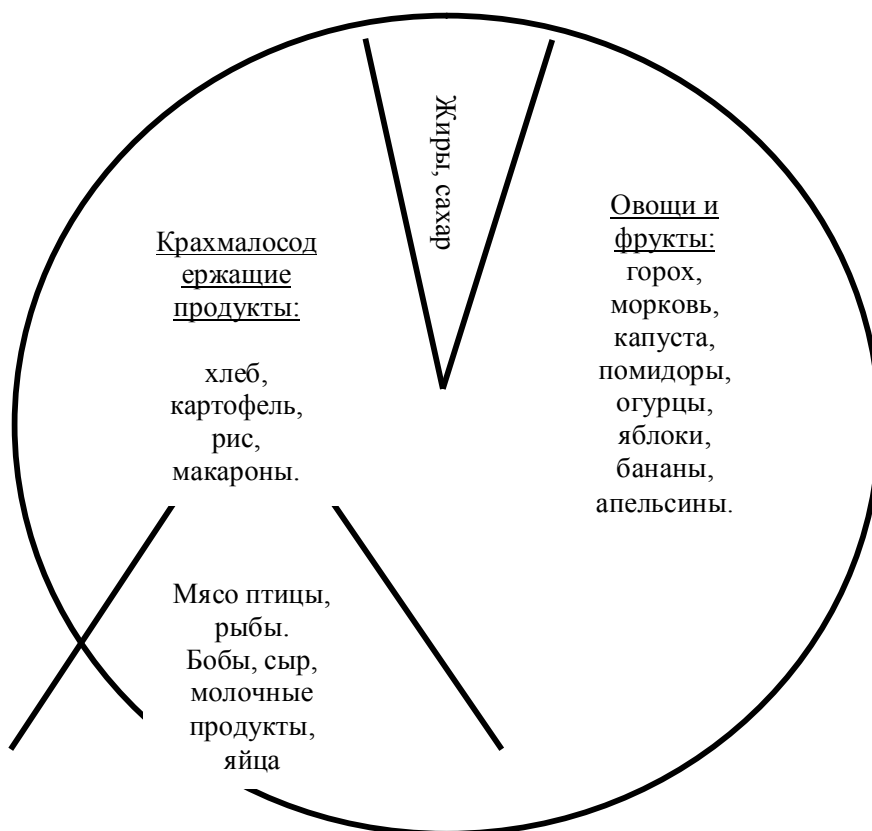 Жиры, сахар
Крахмалосод
ержащие
продукты:
хлеб,
картофель,
рис,
макароны.
Овощи и
фрукты:
горох,
морковь,
капуста,
помидоры,
огурцы,
яблоки,
бананы,
апельсины.
Мясо птицы,
рыбы.
Бобы, сыр,
молочные
продукты,
яйца